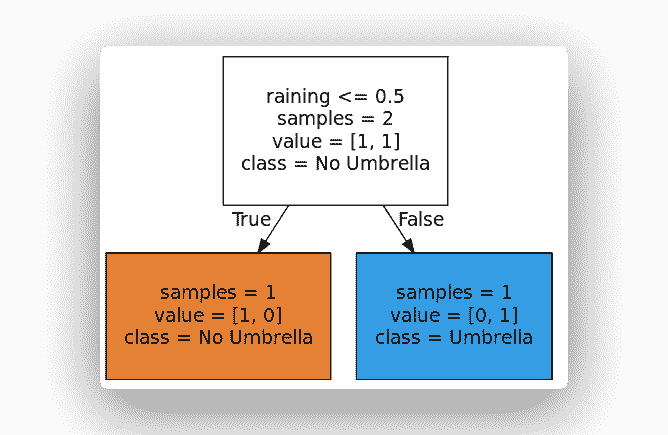 raining <= 0.5
samples = 2
value = [1, 1]
class = No Umbrella
True
False
samples = 1
value = [1, 0]
class = No Umbrella
samples = 1
value = [0, 1]
class = Umbrella